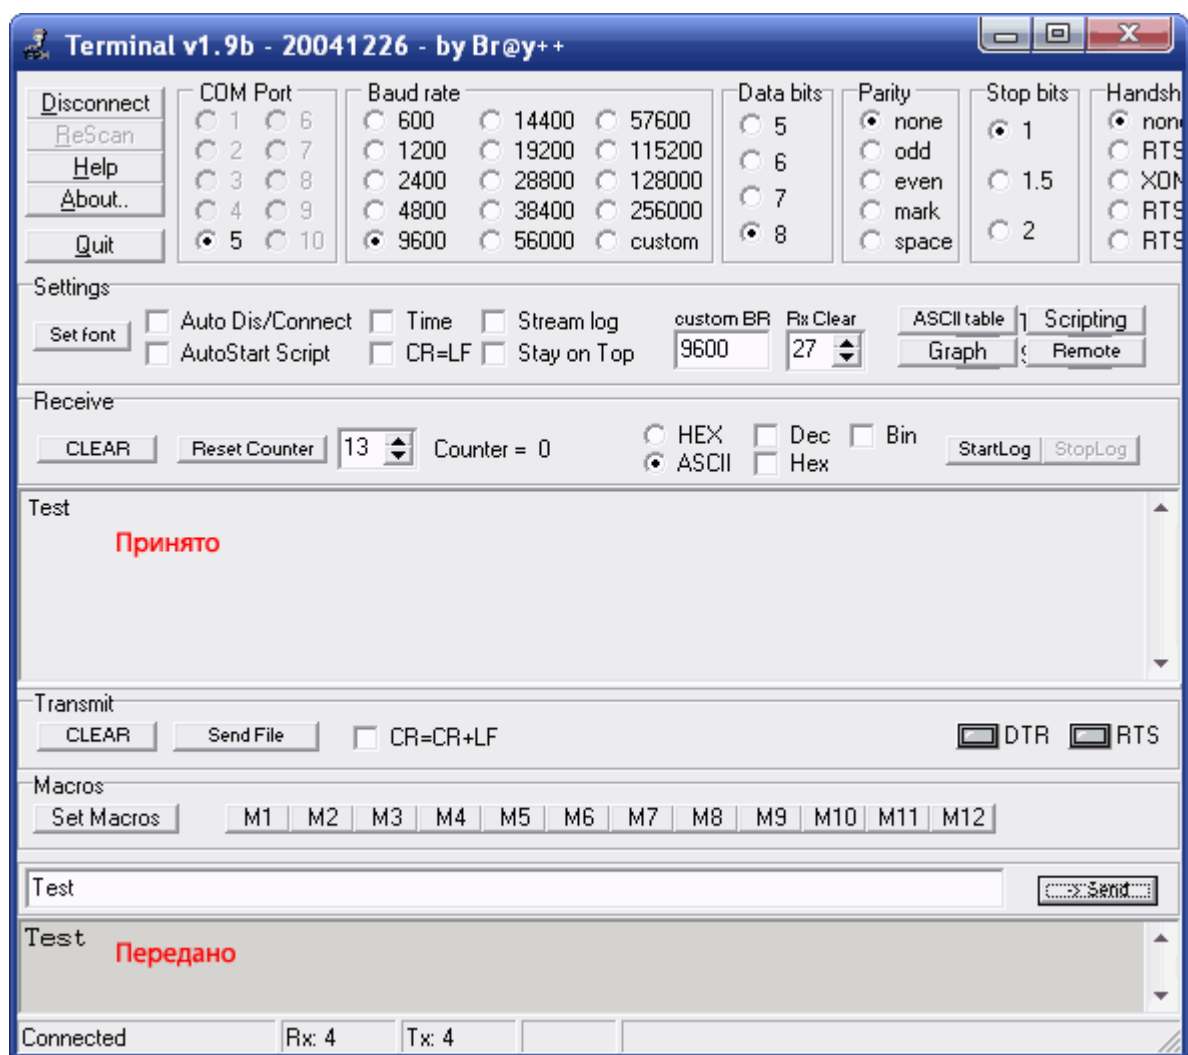 Terminal v1.9b - 20041226 - by Br@y++
Disconnect
ReScan
Help
About..
Quit
COM Port
1 6
2 7
3 8
4 9
5 10
Baud rate
600 14400 57600
1200 19200 115200
2400 28800 128000
4800 38400 256000
9600 56000 custom
Data bits
5
6
7
8
Parity
none
odd
even
mark
space
Stop bits
1
1.5
2
Handsh
non
RTS
XON
RTS
RTS
Settings
Set font
Auto Dis/Connect Time Stream log
AutoStart Script CR=LF Stay on Top
custom BR Rx Clear
9600 27
ASCII table Scripting
Graph Remote
Receive
CLEAR Reset Counter 13 Counter = 0
HEX Dec Bin
ASCII Hex
StartLog StopLog
Test
Принято
Transmit
CLEAR Send File CR=CR+LF DTR RTS
Macros
Set Macros M1 M2 M3 M4 M5 M6 M7 M8 M9 M10 M11 M12
Test -> Send
Test
Передано
Connected Rx: 4 Tx: 4